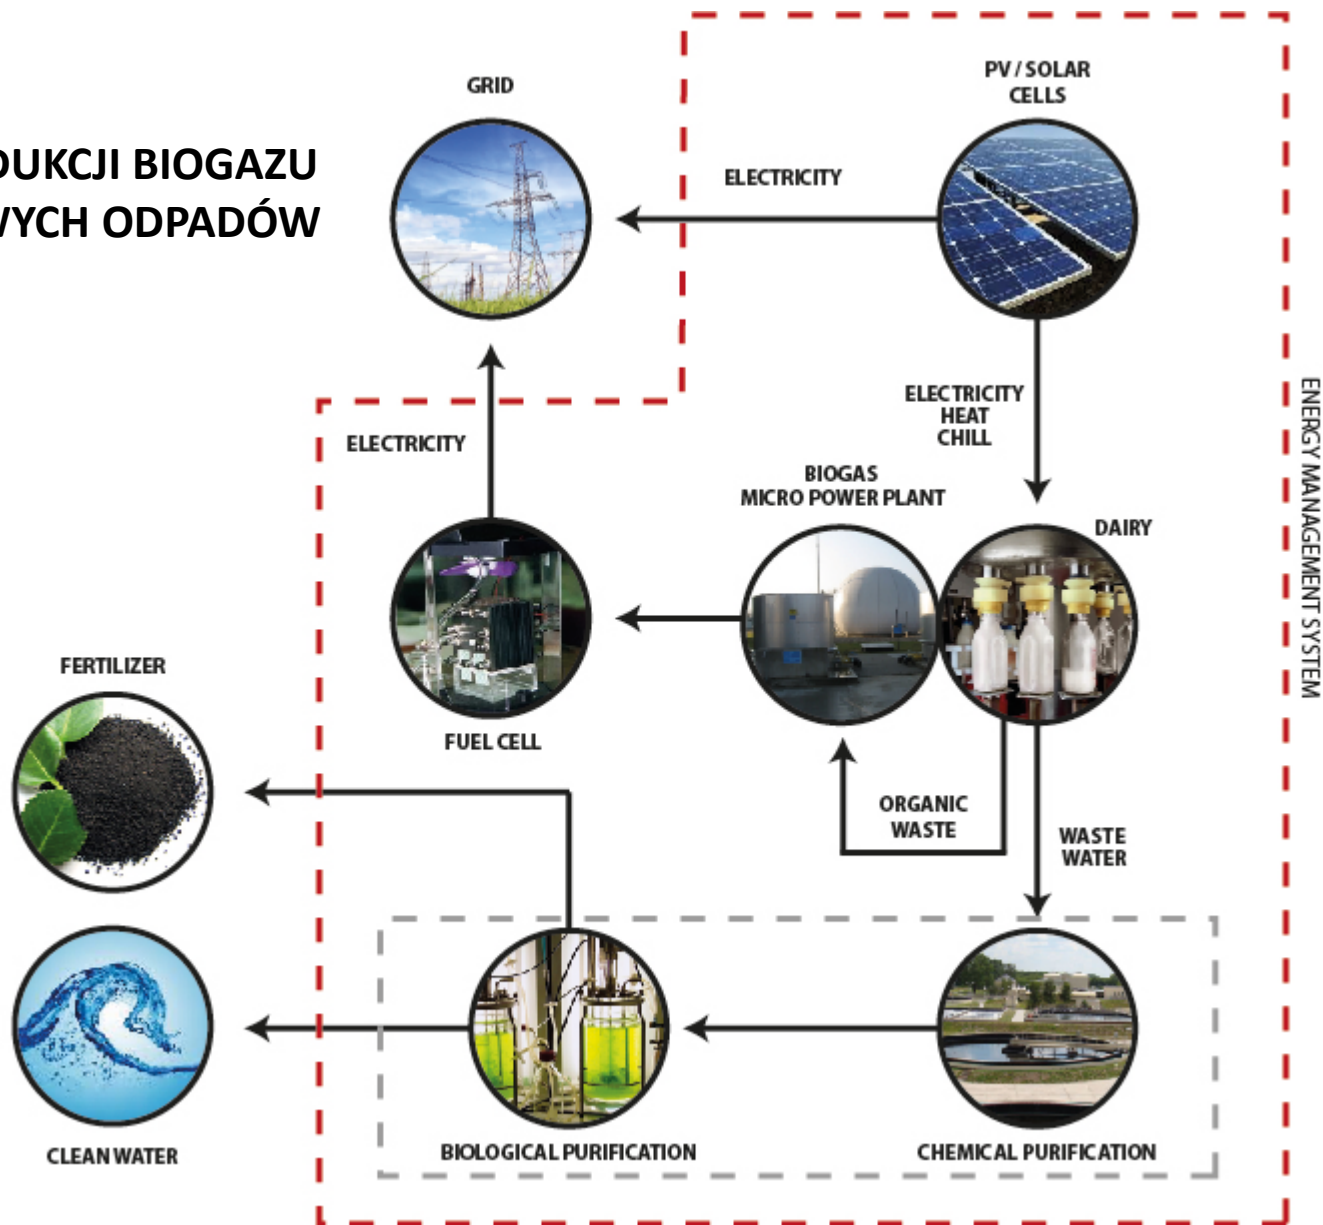 GRID
PV / SOLAR
CELLS
DUKCJI BIOGAZU
WYCH ODPADÓW
ELECTRICITY
ELECTRICITY
HEAT
CHILL
ELECTRICITY
BIOGAS
MICRO POWER PLANT
DAIRY
ENERGY MANAGEMENT SYSTEM
FERTILIZER
FUEL CELL
ORGANIC
WASTE
WASTE
WATER
CLEAN WATER
BIOLOGICAL PURIFICATION
CHEMICAL PURIFICATION